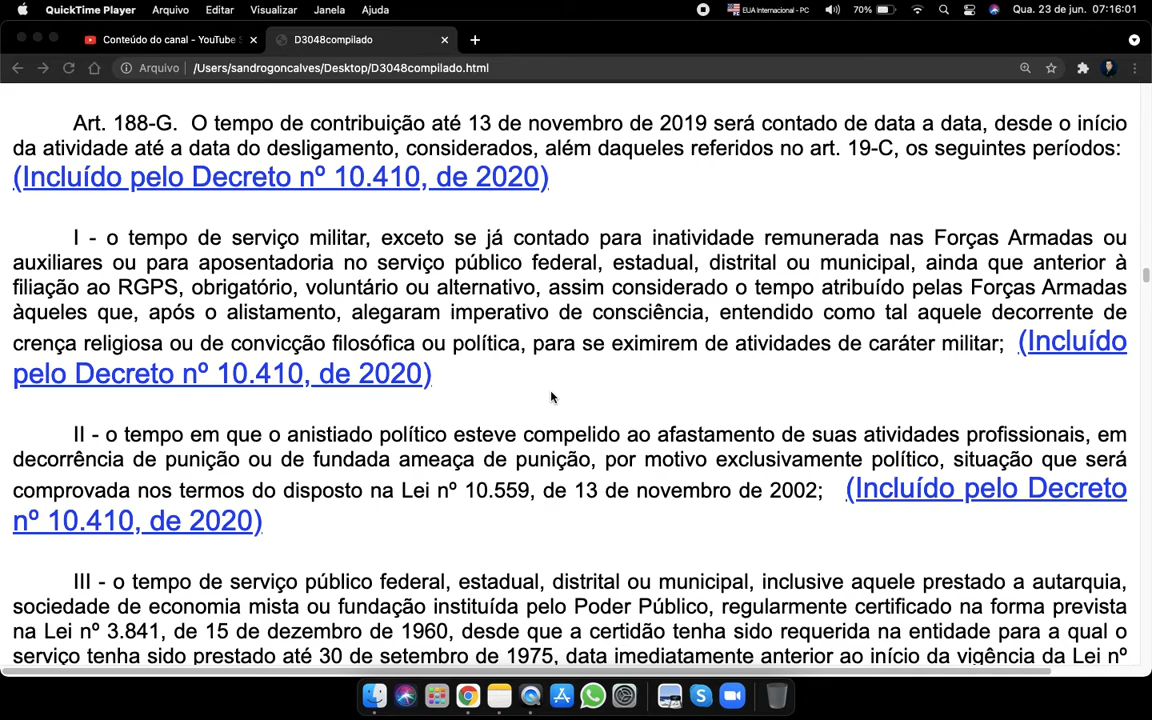 QuickTime Player Arquivo Editar Visualizar Janela Ajuda EUA Internacional - PC 70% Qua. 23 de jun. 07:16:01
Conteúdo do canal - YouTube D3048compilado
Arquivo /Users/sandrogoncalves/Desktop/D3048compilado.html
Art. 188-G. O tempo de contribuição até 13 de novembro de 2019 será contado de data a data, desde o início
da atividade até a data do desligamento, considerados, além daqueles referidos no art. 19-C, os seguintes períodos:
(Incluído pelo Decreto nº 10.410, de 2020)
I - o tempo de serviço militar, exceto se já contado para inatividade remunerada nas Forças Armadas ou
auxiliares ou para aposentadoria no serviço público federal, estadual, distrital ou municipal, ainda que anterior à
filiação ao RGPS, obrigatório, voluntário ou alternativo, assim considerado o tempo atribuído pelas Forças Armadas
àqueles que, após o alistamento, alegaram imperativo de consciência, entendido como tal aquele decorrente de
crença religiosa ou de convicção filosófica ou política, para se eximirem de atividades de caráter militar; (Incluído
pelo Decreto nº 10.410, de 2020)
II - o tempo em que o anistiado político esteve compelido ao afastamento de suas atividades profissionais, em
decorrência de punição ou de fundada ameaça de punição, por motivo exclusivamente político, situação que será
comprovada nos termos do disposto na Lei nº 10.559, de 13 de novembro de 2002; (Incluído pelo Decreto
nº 10.410, de 2020)
III - o tempo de serviço público federal, estadual, distrital ou municipal, inclusive aquele prestado a autarquia,
sociedade de economia mista ou fundação instituída pelo Poder Público, regularmente certificado na forma prevista
na Lei nº 3.841, de 15 de dezembro de 1960, desde que a certidão tenha sido requerida na entidade para a qual o
serviço tenha sido prestado até 30 de setembro de 1975, data imediatamente anterior ao início da vigência da Lei nº